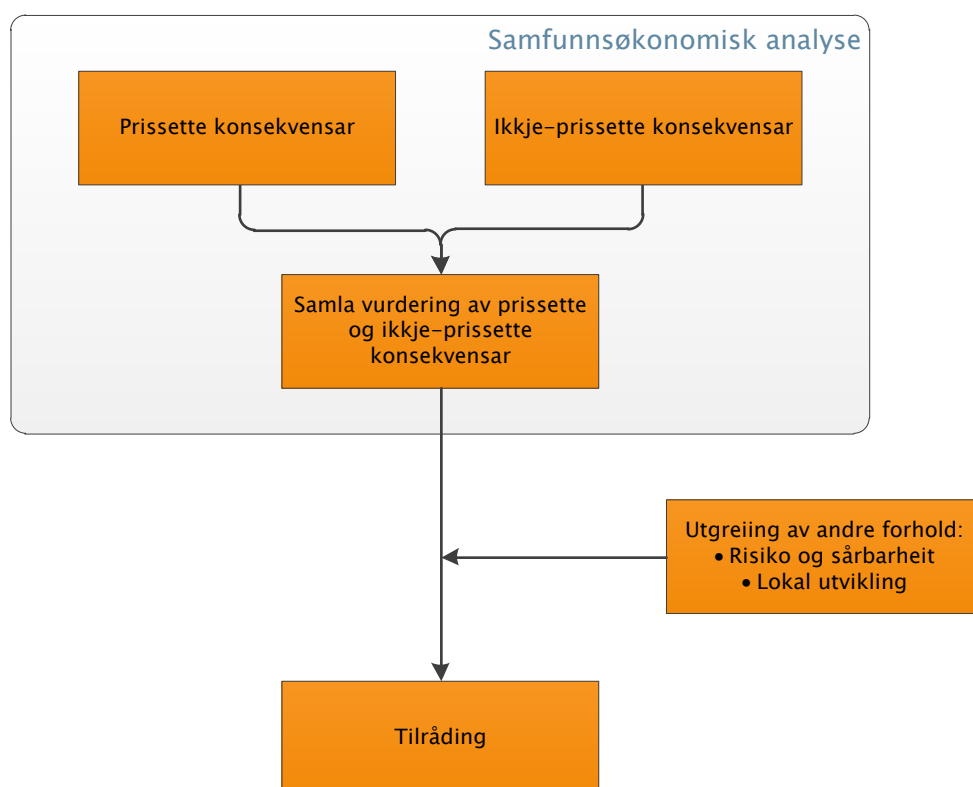 Samfunnsøkonomisk analyse
Prissette konsekvensar
Ikkje-prissette konsekvensar
Samla vurdering av prissette
og ikkje-prissette
konsekvensar
Utgreiing av andre forhold:
• Risiko og sårbarheit
• Lokal utvikling
Tilråding